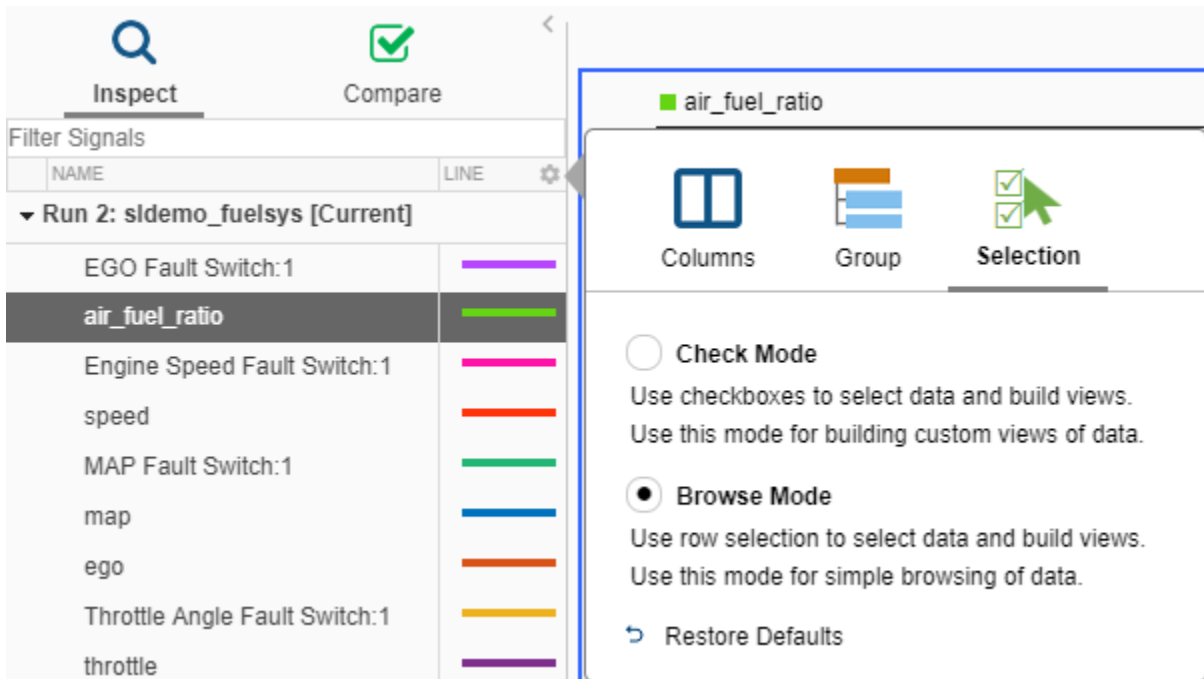 Inspect
Compare
Filter Signals
NAME
LINE
Run 2: sldemo_fuelsys [Current]
EGO Fault Switch:1
air_fuel_ratio
Engine Speed Fault Switch:1
speed
MAP Fault Switch:1
map
ego
Throttle Angle Fault Switch:1
throttle
air_fuel_ratio
Columns
Group
Selection
Check Mode
Use checkboxes to select data and build views.
Use this mode for building custom views of data.
Browse Mode
Use row selection to select data and build views.
Use this mode for simple browsing of data.
Restore Defaults